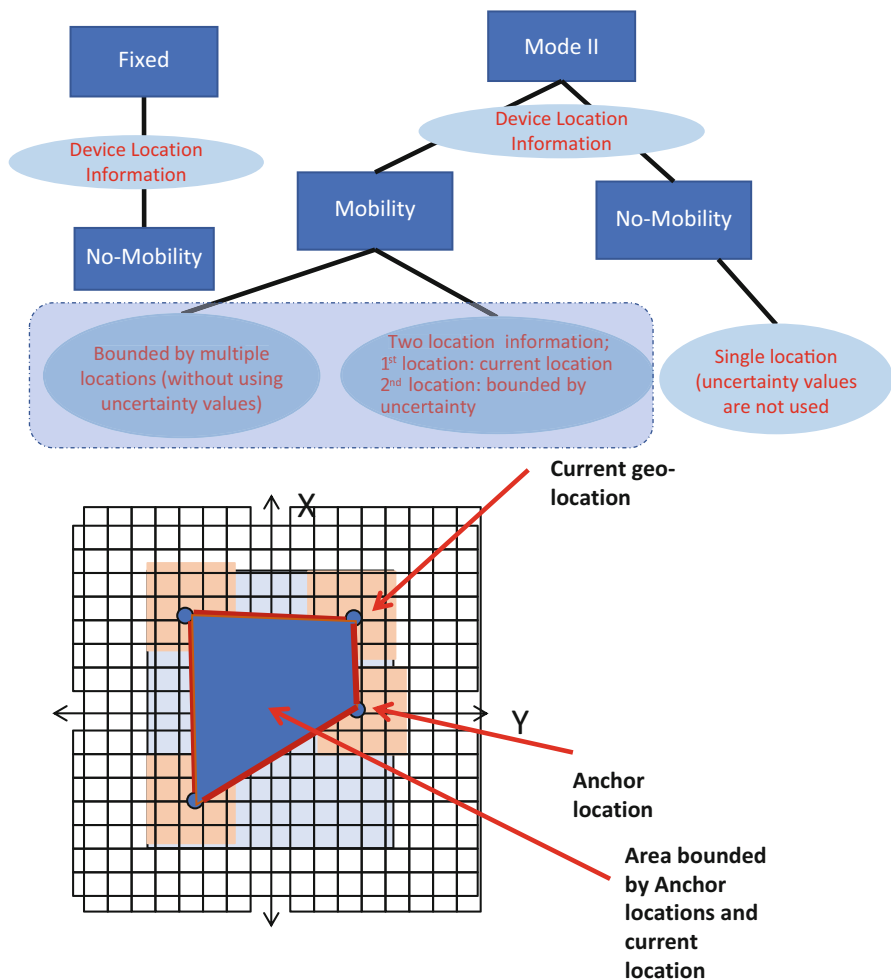 Fixed
Mode II
Device Location
Information
Device Location
Information
Mobility
No-Mobility
No-Mobility
Bounded by multiple
locations (without using
uncertainty values)
Two location information;
1st location: current location
2nd location: bounded by
uncertainty
Single location
(uncertainty values
are not used
Current geo-
location
X
Y
Anchor
location
Area bounded
by Anchor
locations and
current
location